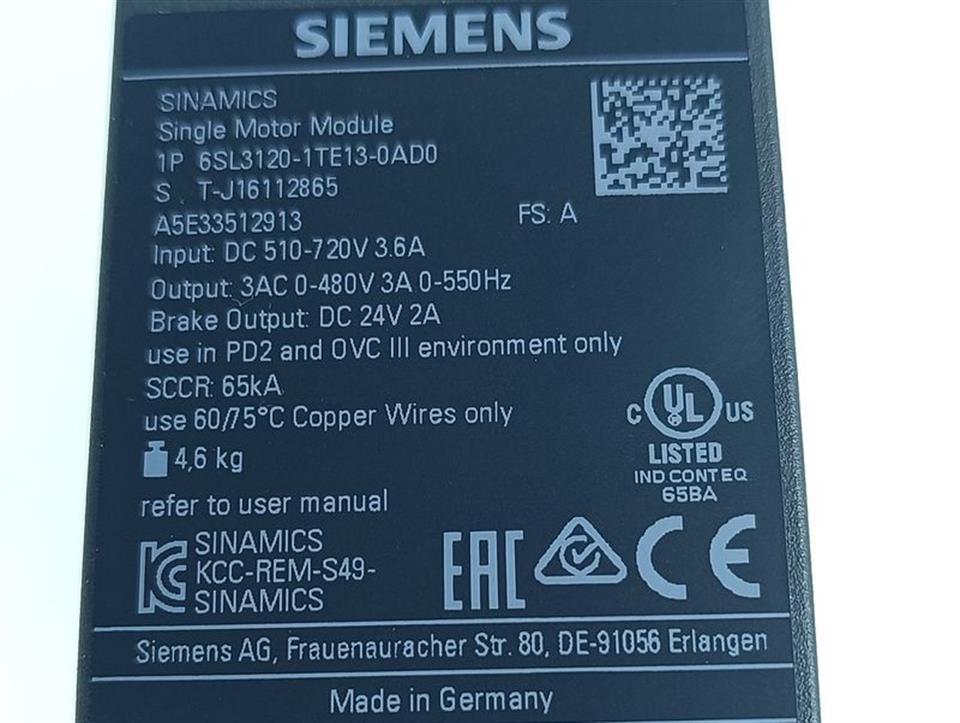 SIEMENS
SINAMICS
Single Motor Module
1P 6SL3120-1TE13-0AD0
S T-J16112865
A5E33512913 FS: A
Input: DC 510-720V 3.6A
Output: 3AC 0-480V 3A 0-550Hz
Brake Output: DC 24V 2A
use in PD2 and OVC III environment only
SCCR: 65kA
use 60/75°C Copper Wires only
4,6 kg
refer to user manual
C UL US
LISTED
IND CONT EQ
65BA
SINAMICS
KCC-REM-S49-
SINAMICS
EAC CE
Siemens AG, Frauenauracher Str. 80, DE-91056 Erlangen
Made in Germany